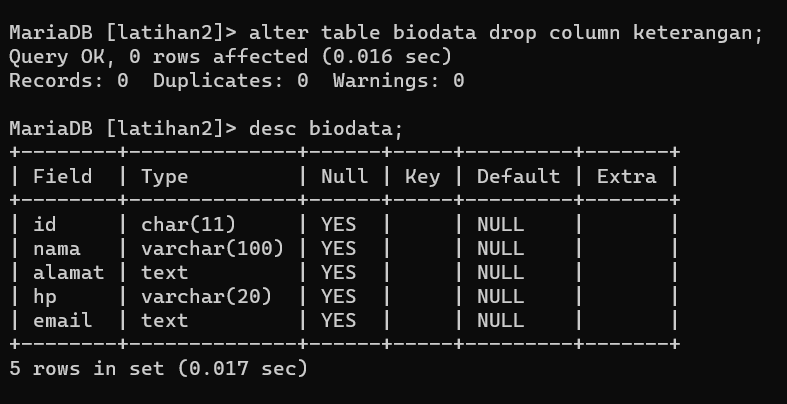 MariaDB [latihan2]> alter table biodata drop column keterangan;
Query OK, 0 rows affected (0.016 sec)
Records: 0  Duplicates: 0  Warnings: 0

MariaDB [latihan2]> desc biodata;
+--------+--------------+------+-----+---------+-------+
| Field  | Type         | Null | Key | Default | Extra |
+--------+--------------+------+-----+---------+-------+
| id     | char(11)     | YES  |     | NULL    |       |
| nama   | varchar(100) | YES  |     | NULL    |       |
| alamat | text         | YES  |     | NULL    |       |
| hp     | varchar(20)  | YES  |     | NULL    |       |
| email  | text         | YES  |     | NULL    |       |
+--------+--------------+------+-----+---------+-------+
5 rows in set (0.017 sec)